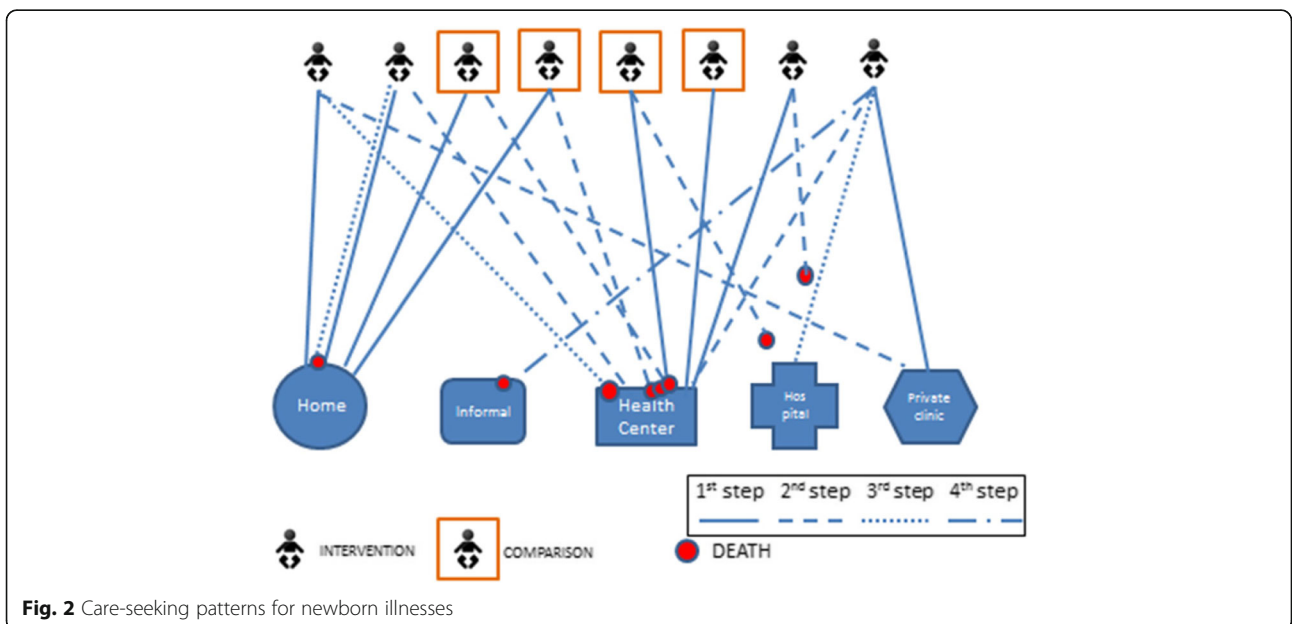 Home
Informal
Health
Center
Hos
pital
Private
clinic
1st step 2nd step 3rd step 4th step
INTERVENTION
COMPARISON
DEATH
Fig. 2 Care-seeking patterns for newborn illnesses